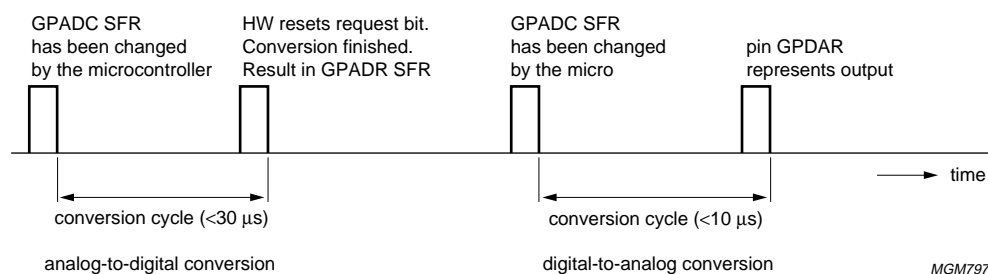 GPADC SFR
has been changed
by the microcontroller
HW resets request bit.
Conversion finished.
Result in GPADR SFR
GPADC SFR
has been changed
by the micro
pin GPDAR
represents output
time
conversion cycle (<30 μs)
conversion cycle (<10 μs)
analog-to-digital conversion
digital-to-analog conversion
MGM797